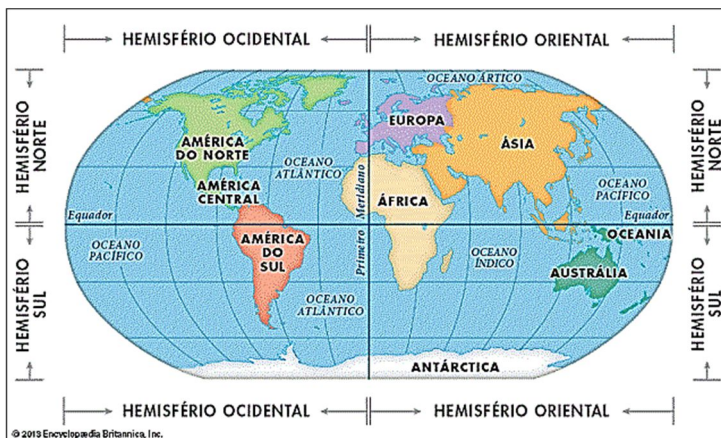 HEMISFÉRIO OCIDENTAL
HEMISFÉRIO ORIENTAL
HEMISFÉRIO
NORTE
HEMISFÉRIO
NORTE
OCEANO ÁRTICO
EUROPA
ÁSIA
AMÉRICA
DO NORTE
OCEANO
ATLÂNTICO
AMÉRICA
CENTRAL
Meridiano
ÁFRICA
OCEANO
PACÍFICO
Equador
Equador
OCEANIA
OCEANO
PACÍFICO
AMÉRICA
DO SUL
Primeiro
OCEANO
ÍNDICO
AUSTRÁLIA
OCEANO
ATLÂNTICO
HEMISFÉRIO
SUL
HEMISFÉRIO
SUL
ANTÁRCTICA
HEMISFÉRIO OCIDENTAL
HEMISFÉRIO ORIENTAL
© 2013 Encyclopædia Britannica, Inc.